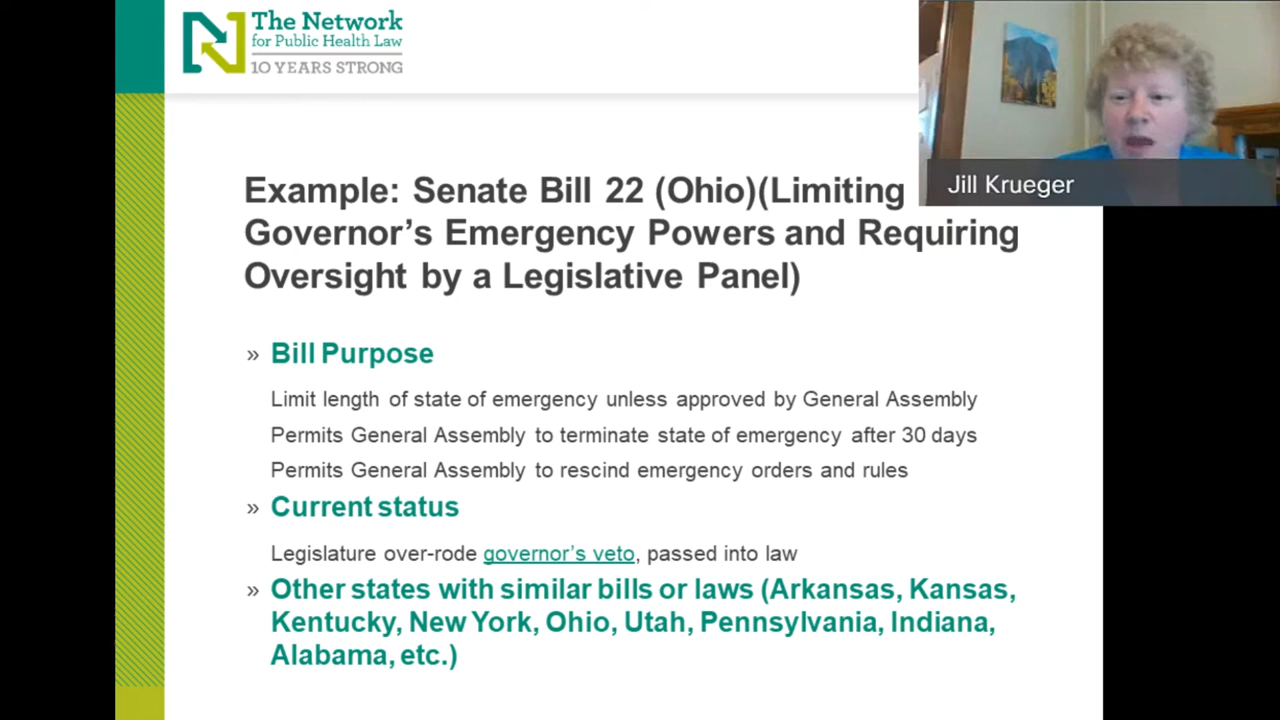 The Network
for Public Health Law
10 YEARS STRONG
Jill Krueger
Example: Senate Bill 22 (Ohio)(Limiting
Governor’s Emergency Powers and Requiring
Oversight by a Legislative Panel)
» Bill Purpose
Limit length of state of emergency unless approved by General Assembly
Permits General Assembly to terminate state of emergency after 30 days
Permits General Assembly to rescind emergency orders and rules
» Current status
Legislature over-rode governor’s veto, passed into law
» Other states with similar bills or laws (Arkansas, Kansas,
Kentucky, New York, Ohio, Utah, Pennsylvania, Indiana,
Alabama, etc.)